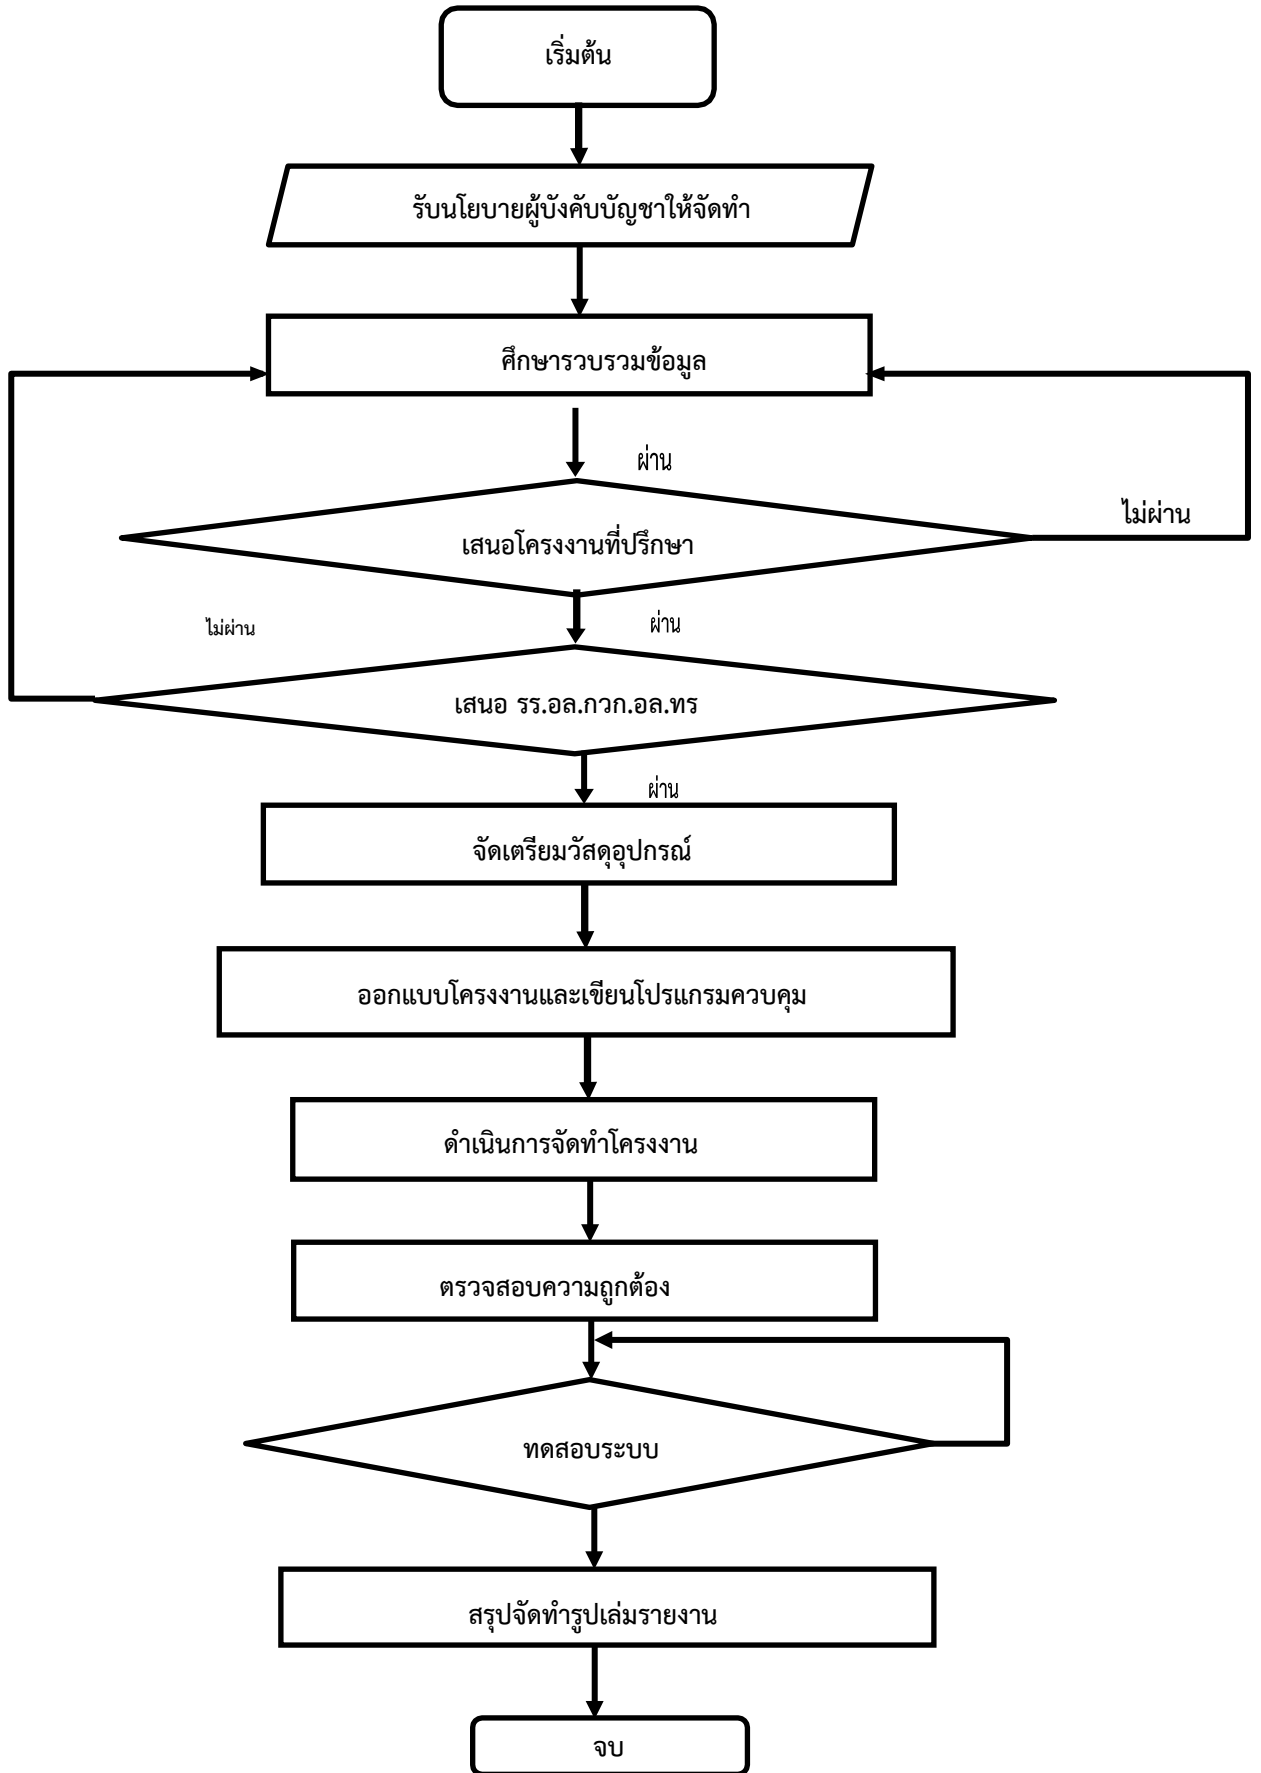 เริ่มต้น
รับนโยบายผู้บังคับบัญชาให้จัดทำ
ศึกษารวบรวมข้อมูล
ผ่าน
ไม่ผ่าน
เสนอโครงงานที่ปรึกษา
ไม่ผ่าน
ผ่าน
เสนอ รร.อล.กวก.อล.ทร
ผ่าน
จัดเตรียมวัสดุอุปกรณ์
ออกแบบโครงงานและเขียนโปรแกรมควบคุม
ดำเนินการจัดทำโครงงาน
ตรวจสอบความถูกต้อง
ทดสอบระบบ
สรุปจัดทำรูปเล่มรายงาน
จบ